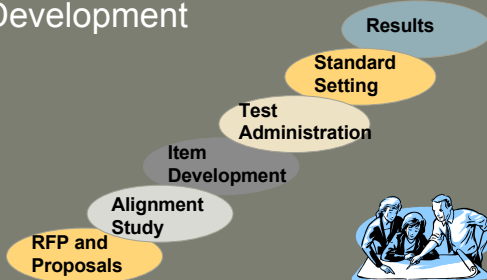 Development
Results
Standard
Setting
Test
Administration
Item
Development
Alignment
Study
RFP and
Proposals